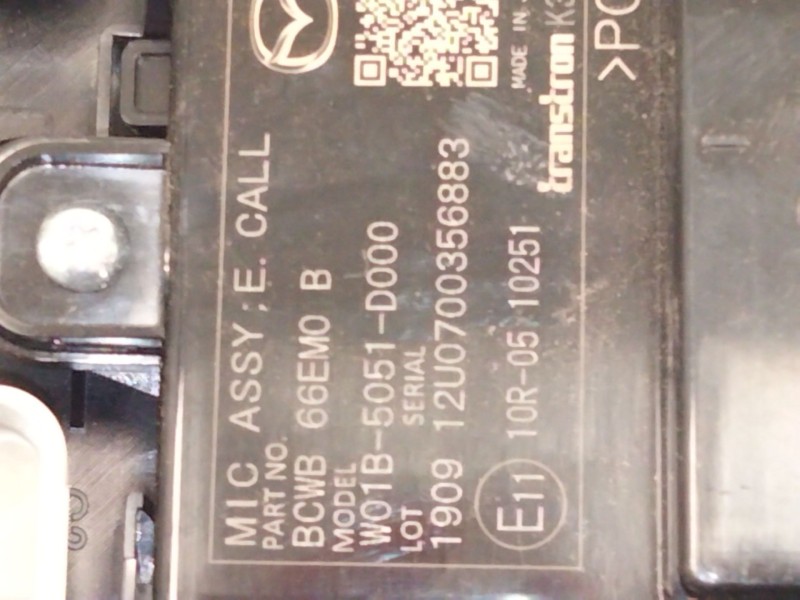 MIC ASSY ; E. CALL
PART NO.
BCWB 66EM0 B
MODEL
W01B-5051-D000
LOT SERIAL
1909 12U0700356883
E11 10R-05 10251
MADE IN
transtron